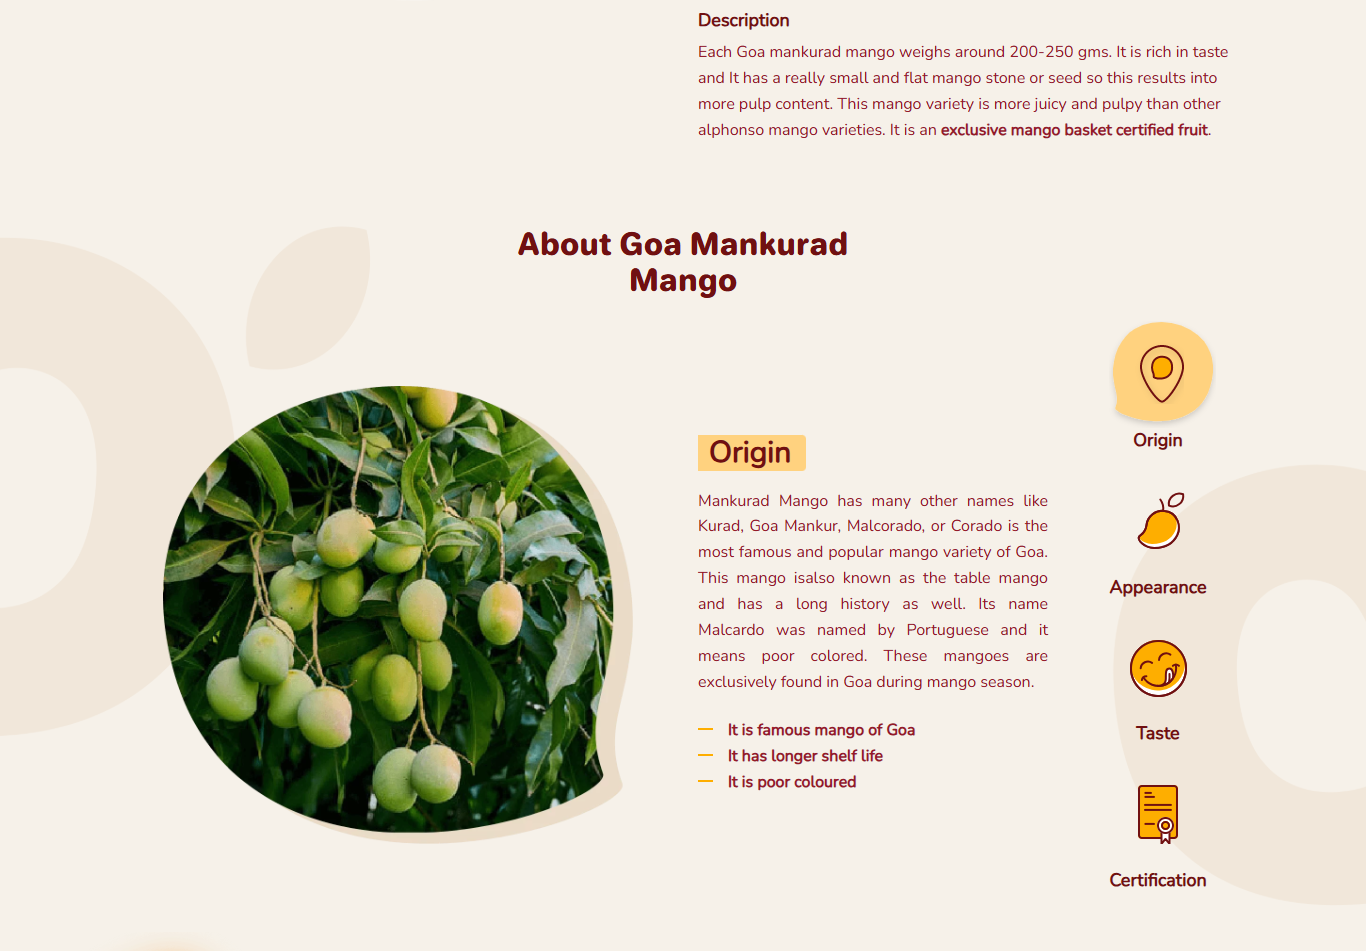 Description
Each Goa mankurad mango weighs around 200-250 gms. It is rich in taste
and It has a really small and flat mango stone or seed so this results into
more pulp content. This mango variety is more juicy and pulpy than other
alphonso mango varieties. It is an exclusive mango basket certified fruit.
About Goa Mankurad
Mango
Origin
Mankurad Mango has many other names like
Kurad, Goa Mankur, Malcorado, or Corado is the
most famous and popular mango variety of Goa.
This mango isalso known as the table mango
and has a long history as well. Its name
Malcardo was named by Portuguese and it
means poor colored. These mangoes are
exclusively found in Goa during mango season.
It is famous mango of Goa
It has longer shelf life
It is poor coloured
Origin
Appearance
Taste
Certification